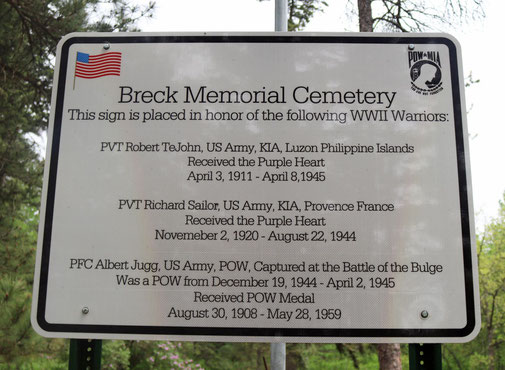 POW★MIA
Breck Memorial Cemetery
This sign is placed in honor of the following WWII Warriors:
PVT Robert TeJohn, US Army, KIA, Luzon Philippine Islands
Received the Purple Heart
April 3, 1911 - April 8,1945
PVT Richard Sailor, US Army, KIA, Provence France
Received the Purple Heart
Novemeber 2, 1920 - August 22, 1944
PFC Albert Jugg, US Army, POW, Captured at the Battle of the Bulge
Was a POW from December 19, 1944 - April 2, 1945
Received POW Medal
August 30, 1908 - May 28, 1959